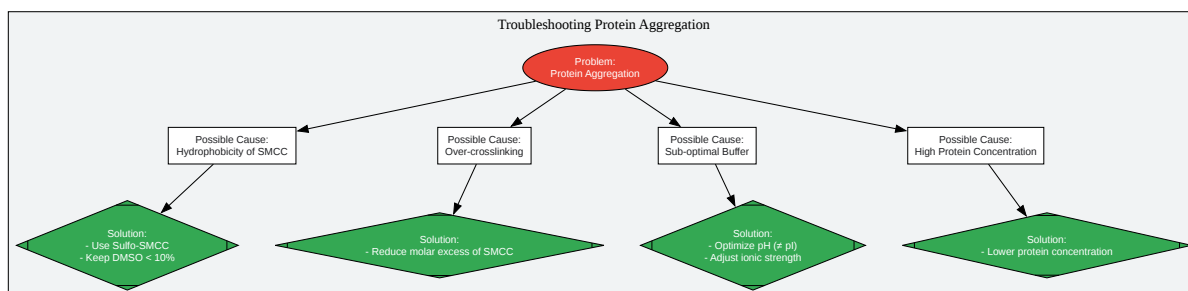 Troubleshooting Protein Aggregation
Problem:
Protein Aggregation
Possible Cause:
Hydrophobicity of SMCC
Possible Cause:
Over-crosslinking
Possible Cause:
Sub-optimal Buffer
Possible Cause:
High Protein Concentration
Solution:
- Use Sulfo-SMCC
- Keep DMSO < 10%
Solution:
- Reduce molar excess of SMCC
Solution:
- Optimize pH (≠ pI)
- Adjust ionic strength
Solution:
- Lower protein concentration